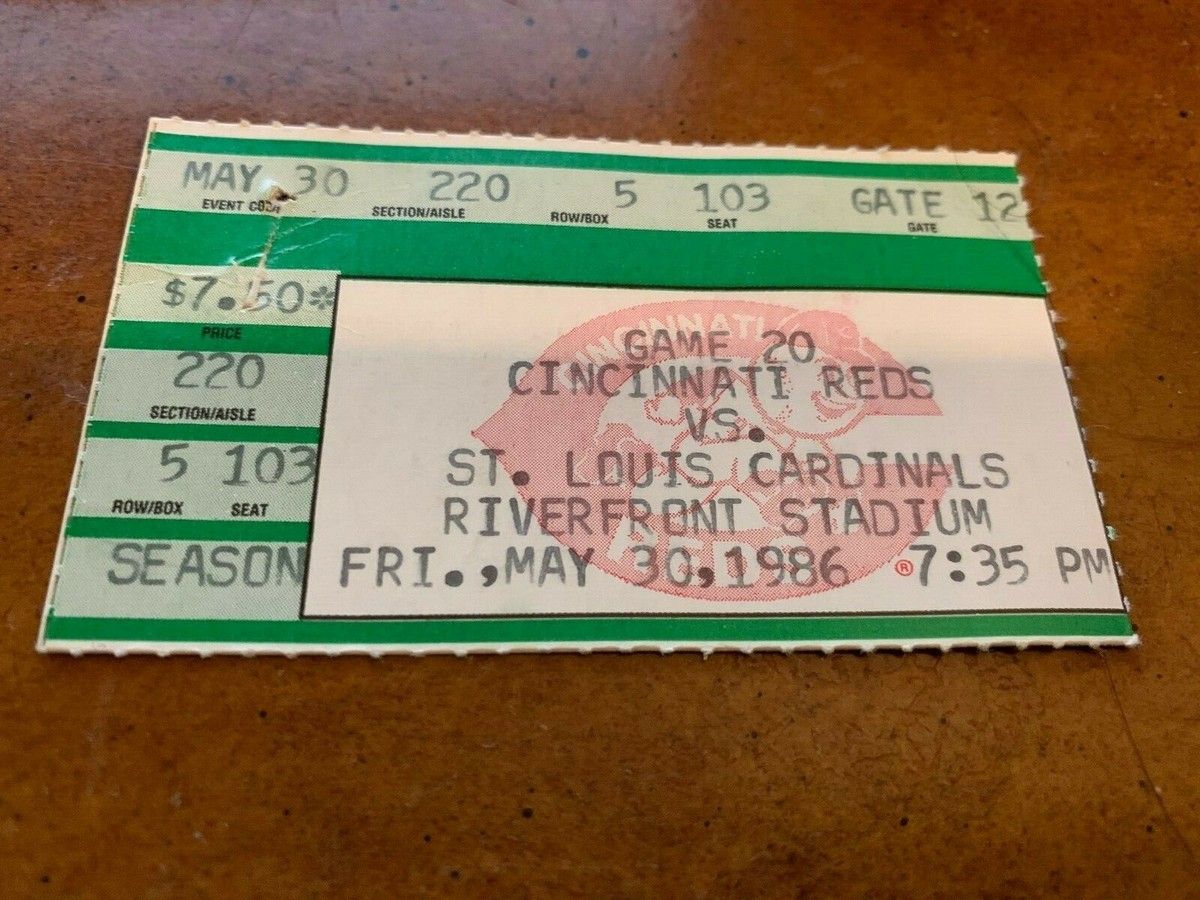 MAY 30 220 5 103 GATE 12
EVENT CODE SECTION/AISLE ROW/BOX SEAT GATE
$7.50*
PRICE
220
SECTION/AISLE
5 103
ROW/BOX SEAT
SEASON
CINCINNATI
REDS
GAME 20
CINCINNATI REDS
VS.
ST. LOUIS CARDINALS
RIVERFRONT STADIUM
FRI.,MAY 30,1986 ® 7:35 PM